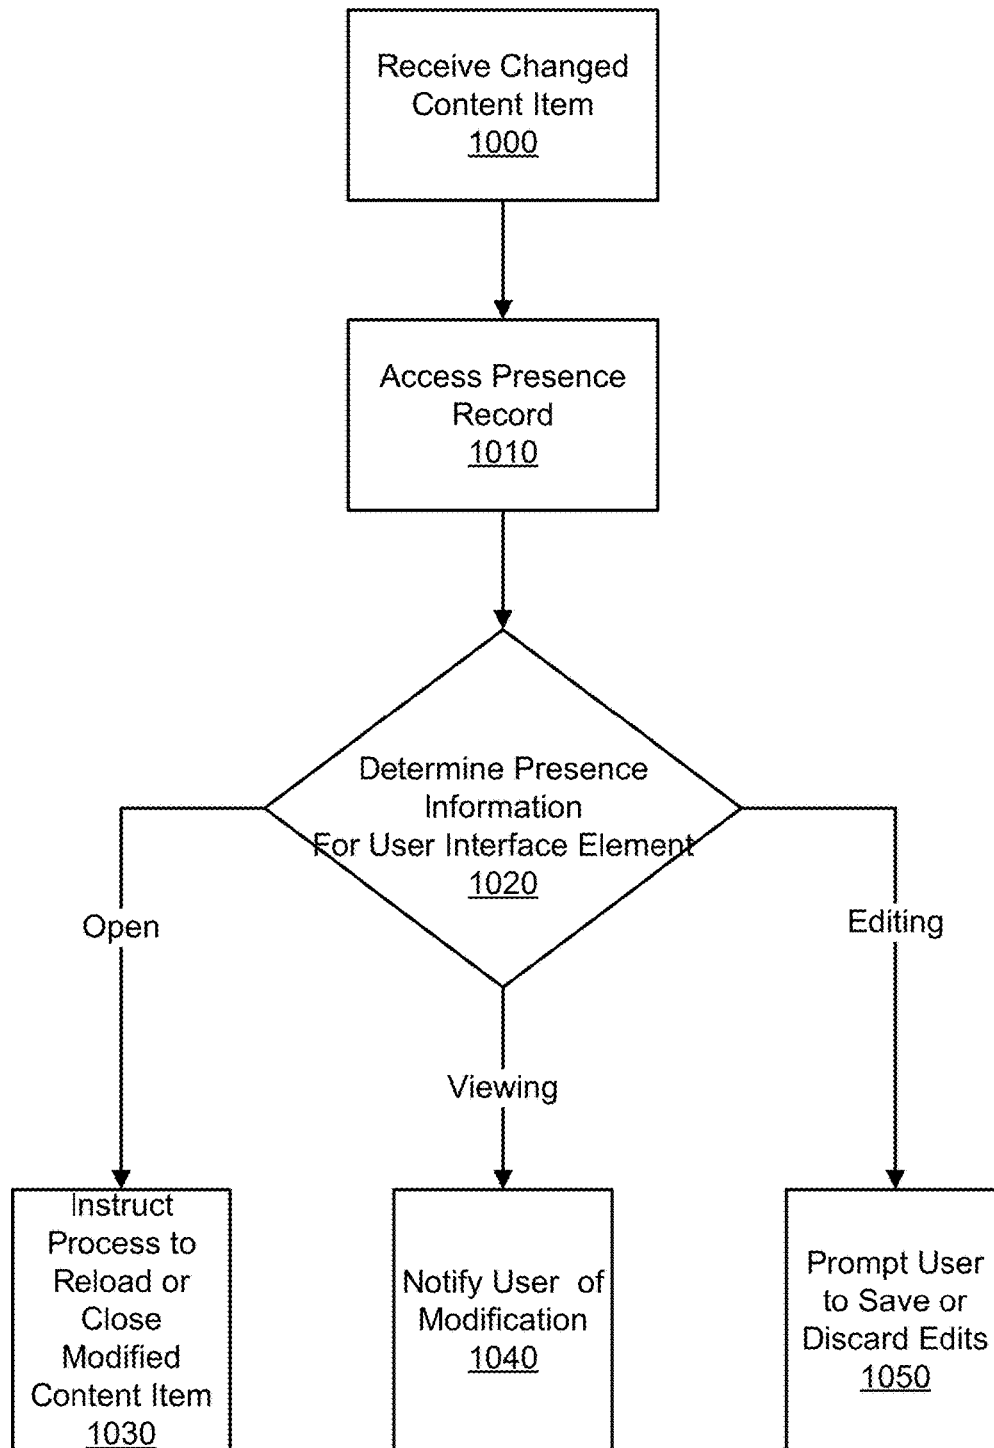 Receive Changed
Content Item
1000
Access Presence
Record
1010
Determine Presence
Information
For User Interface Element
1020
Open
Editing
Viewing
Instruct
Process to
Reload or
Close
Modified
Content Item
1030
Notify User of
Modification
1040
Prompt User
to Save or
Discard Edits
1050